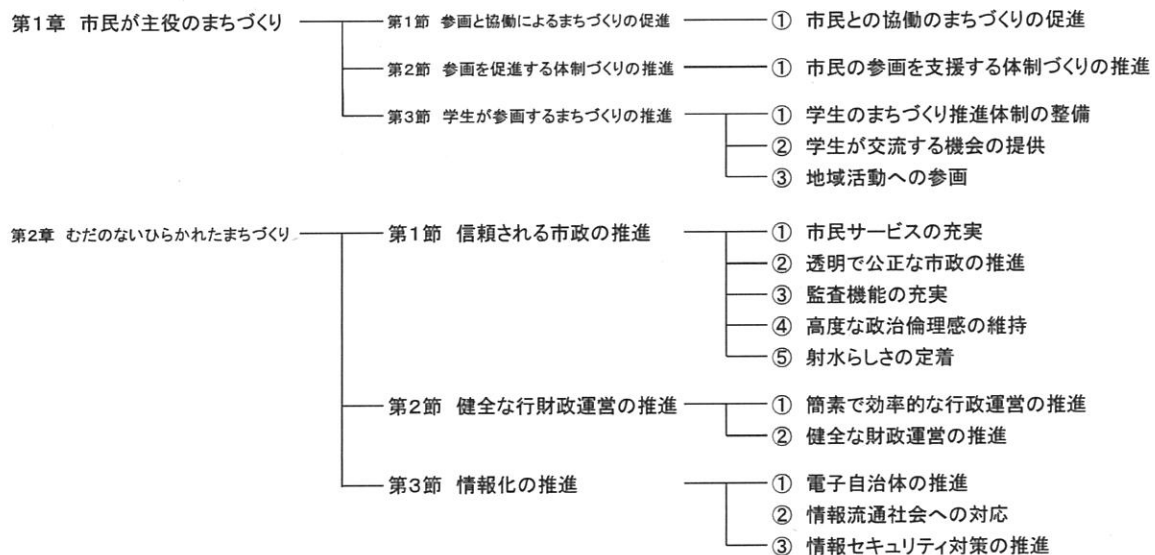 第1章 市民が主役のまちづくり 第1節 参画と協働によるまちづくりの促進 ① 市民との協働のまちづくりの促進
第2節 参画を促進する体制づくりの推進 ① 市民の参画を支援する体制づくりの推進
第3節 学生が参画するまちづくりの推進 ① 学生のまちづくり推進体制の整備
② 学生が交流する機会の提供
③ 地域活動への参画
第2章 むだのないひらかれたまちづくり 第1節 信頼される市政の推進 ① 市民サービスの充実
② 透明で公正な市政の推進
③ 監査機能の充実
④ 高度な政治倫理感の維持
⑤ 射水らしさの定着
第2節 健全な行財政運営の推進 ① 簡素で効率的な行政運営の推進
② 健全な財政運営の推進
第3節 情報化の推進 ① 電子自治体の推進
② 情報流通社会への対応
③ 情報セキュリティ対策の推進